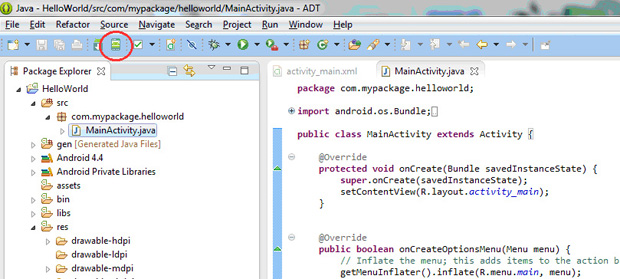 Java - HelloWorld/src/com/mypackage/helloworld/MainActivity.java - ADT
File Edit Refactor Source Navigate Search Project Run Window Help
Package Explorer
HelloWorld
src
com.mypackage.helloworld
MainActivity.java
gen [Generated Java Files]
Android 4.4
Android Private Libraries
assets
bin
libs
res
drawable-hdpi
drawable-ldpi
drawable-mdpi
activity_main.xml MainActivity.java
package com.mypackage.helloworld;
import android.os.Bundle;
public class MainActivity extends Activity {
@Override
protected void onCreate(Bundle savedInstanceState) {
super.onCreate(savedInstanceState);
setContentView(R.layout.activity_main);
}
@Override
public boolean onCreateOptionsMenu(Menu menu) {
// Inflate the menu; this adds items to the action b
getMenuInflater().inflate(R.menu.main, menu);